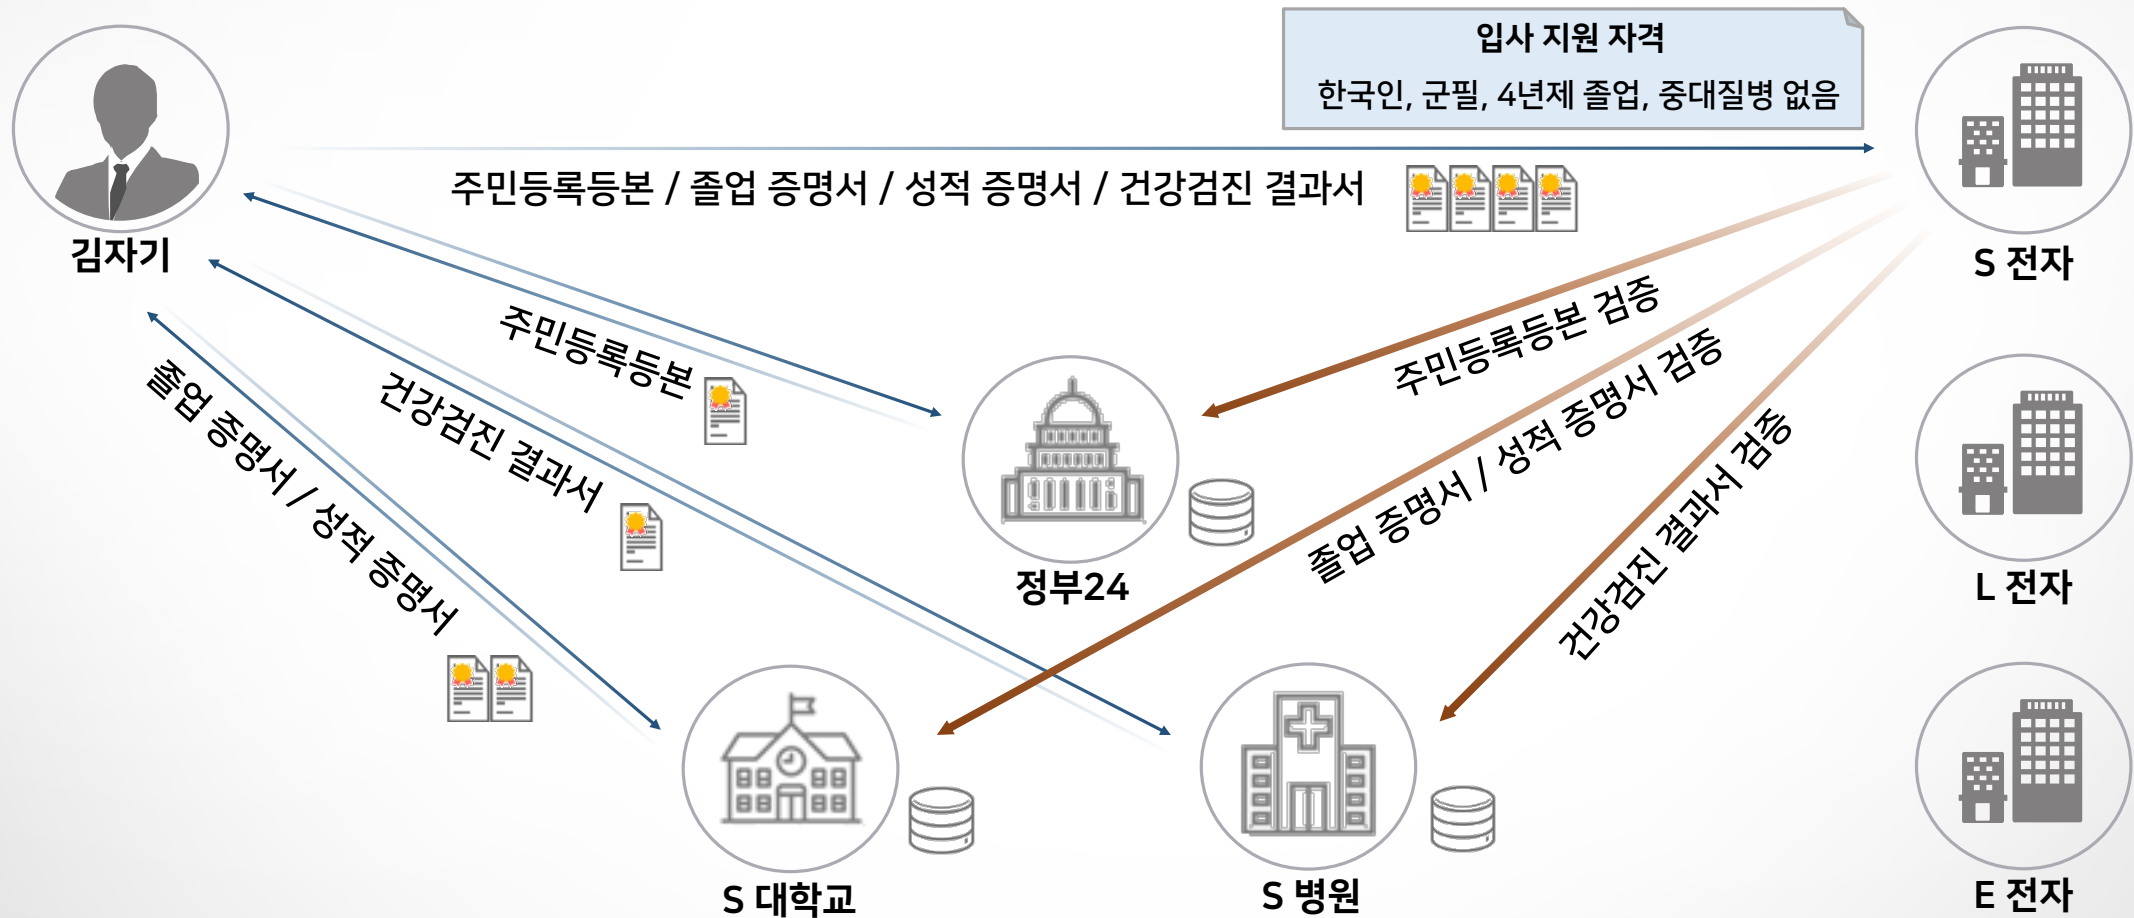 입사 지원 자격
한국인, 군필, 4년제 졸업, 중대질병 없음
주민등록등본 / 졸업 증명서 / 성적 증명서 / 건강검진 결과서
김자기
S 전자
주민등록등본
건강검진 결과서
졸업 증명서 / 성적 증명서
주민등록등본 검증
졸업 증명서 / 성적 증명서 검증
건강검진 결과서 검증
정부24
L 전자
S 대학교
S 병원
E 전자